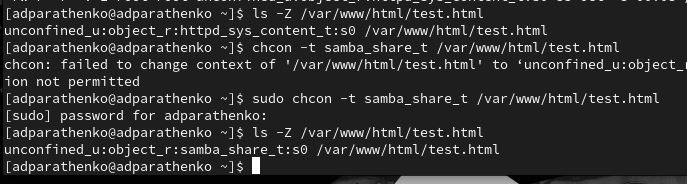 [adparathenko@adparathenko ~]$ ls -Z /var/www/html/test.html
unconfined_u:object_r:httpd_sys_content_t:s0 /var/www/html/test.html
[adparathenko@adparathenko ~]$ chcon -t samba_share_t /var/www/html/test.html
chcon: failed to change context of '/var/www/html/test.html' to ‘unconfined_u:object_r
ion not permitted
[adparathenko@adparathenko ~]$ sudo chcon -t samba_share_t /var/www/html/test.html
[sudo] password for adparathenko:
[adparathenko@adparathenko ~]$ ls -Z /var/www/html/test.html
unconfined_u:object_r:samba_share_t:s0 /var/www/html/test.html
[adparathenko@adparathenko ~]$